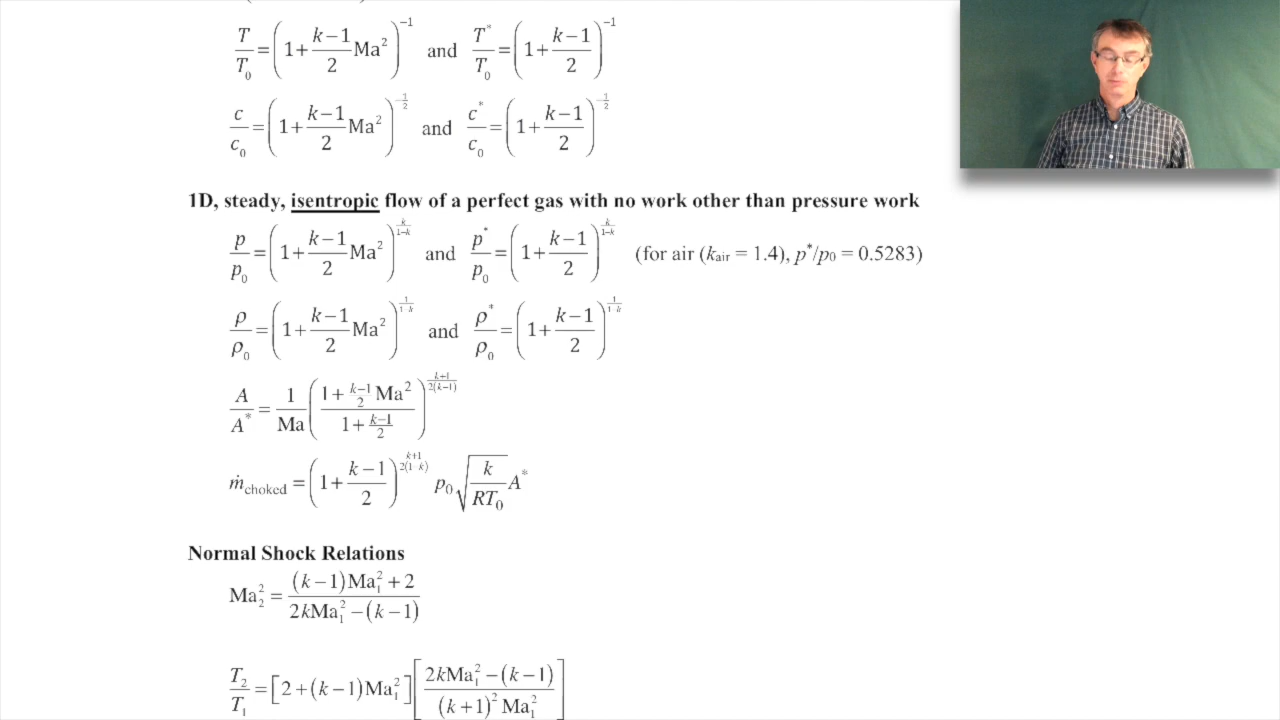 T/T₀ = (1 + (k−1)/2 Ma²)^(−1) and T*/T₀ = (1 + (k−1)/2)^(−1)
c/c₀ = (1 + (k−1)/2 Ma²)^(−1/2) and c*/c₀ = (1 + (k−1)/2)^(−1/2)
1D, steady, isentropic flow of a perfect gas with no work other than pressure work
p/p₀ = (1 + (k−1)/2 Ma²)^(k/(1−k)) and p*/p₀ = (1 + (k−1)/2)^(k/(1−k)) (for air (kair = 1.4), p*/p0 = 0.5283)
ρ/ρ₀ = (1 + (k−1)/2 Ma²)^(1/(1−k)) and ρ*/ρ₀ = (1 + (k−1)/2)^(1/(1−k))
A/A* = 1/Ma ((1 + (k−1)/2 Ma²)/(1 + (k−1)/2))^((k+1)/(2(k−1)))
ṁchoked = (1 + (k−1)/2)^((k+1)/(2(1−k))) p₀ √(k/(RT₀)) A*
Normal Shock Relations
Ma₂² = ((k−1)Ma₁² + 2)/(2kMa₁² − (k−1))
T₂/T₁ = [2 + (k−1)Ma₁²][(2kMa₁² − (k−1))/((k+1)² Ma₁²)]